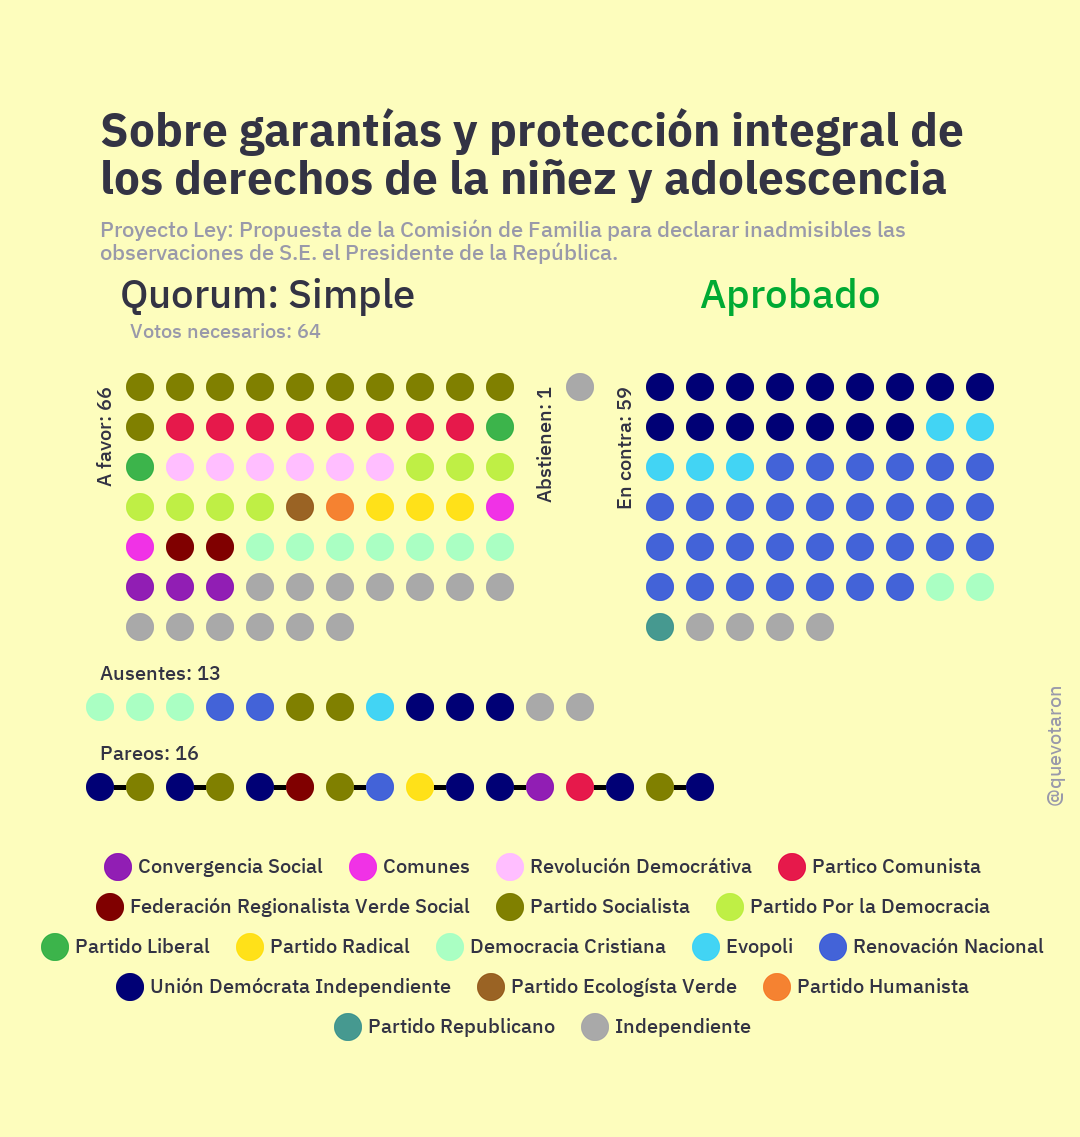 Sobre garantías y protección integral de
los derechos de la niñez y adolescencia
Proyecto Ley: Propuesta de la Comisión de Familia para declarar inadmisibles las
observaciones de S.E. el Presidente de la República.
Quorum: Simple
Aprobado
Votos necesarios: 64
A favor: 66
Abstienen: 1
En contra: 59
Ausentes: 13
Pareos: 16
@quevotaron
Convergencia Social Comunes Revolución Democrátiva Partico Comunista
Federación Regionalista Verde Social Partido Socialista Partido Por la Democracia
Partido Liberal Partido Radical Democracia Cristiana Evopoli Renovación Nacional
Unión Demócrata Independiente Partido Ecologísta Verde Partido Humanista
Partido Republicano Independiente